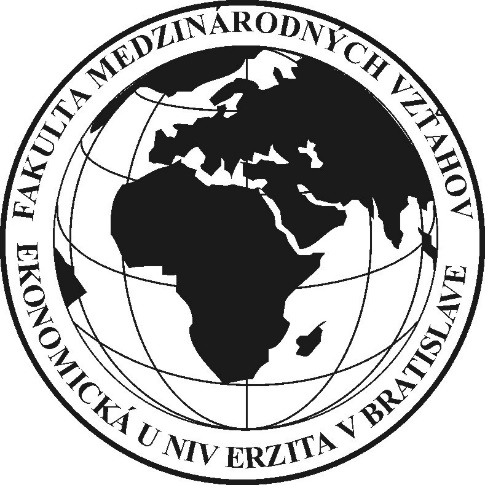 FAKULTA MEDZINÁRODNÝCH VZŤAHOV
EKONOMICKÁ U NIV ERZITA V BRATISLAVE